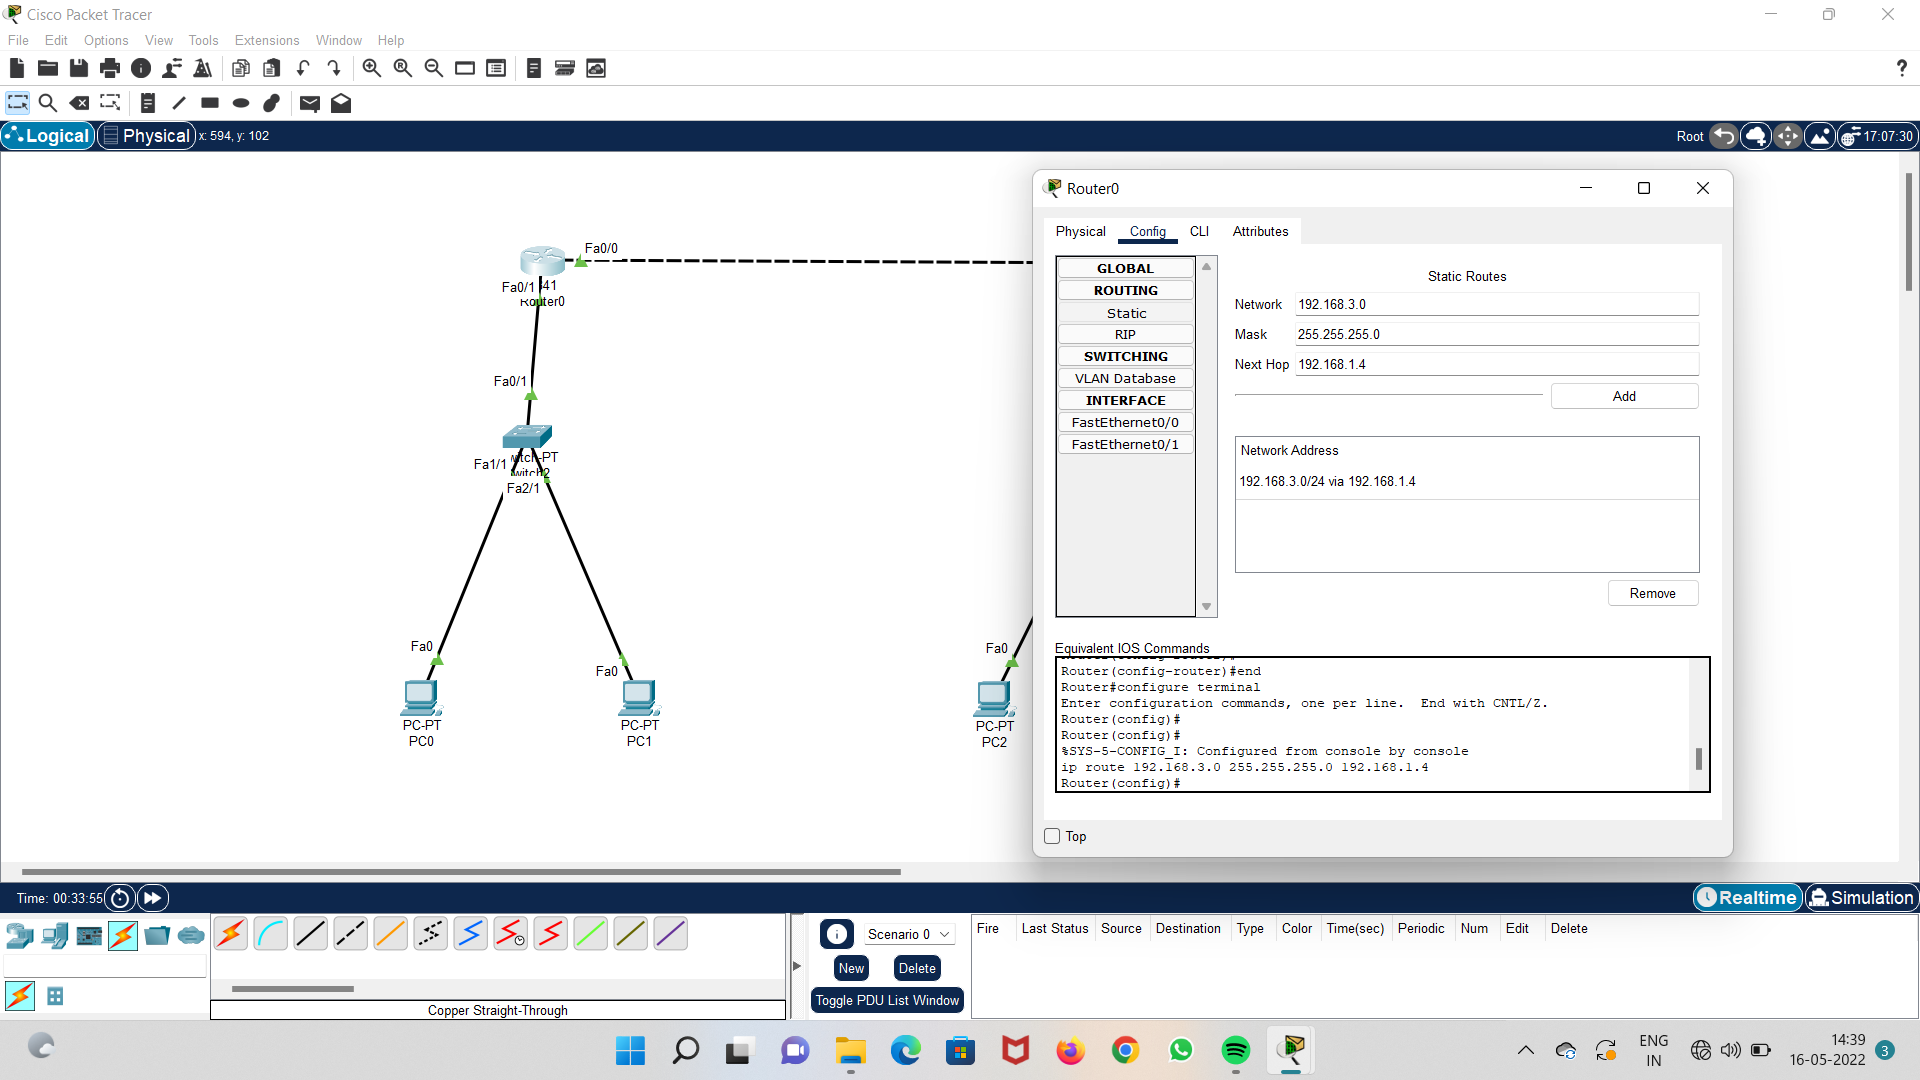 Cisco Packet Tracer
File Edit Options View Tools Extensions Window Help
?
Logical Physical x: 594, y: 102
Root 17:07:30
Fa0/0
Fa0/1 41
Router0
Fa0/1
Fa1/1 witch-PT
witch2
Fa2/1
Fa0
PC-PT
PC0
Fa0
PC-PT
PC1
Fa0
PC-PT
PC2
Router0
Physical Config CLI Attributes
GLOBAL
ROUTING
Static
RIP
SWITCHING
VLAN Database
INTERFACE
FastEthernet0/0
FastEthernet0/1
Static Routes
Network 192.168.3.0
Mask 255.255.255.0
Next Hop 192.168.1.4
Add
Network Address
192.168.3.0/24 via 192.168.1.4
Remove
Equivalent IOS Commands
Router(config-router)#end
Router#configure terminal
Enter configuration commands, one per line. End with CNTL/Z.
Router(config)#
Router(config)#
%SYS-5-CONFIG_I: Configured from console by console
ip route 192.168.3.0 255.255.255.0 192.168.1.4
Router(config)#
Top
Time: 00:33:55
Realtime Simulation
Scenario 0
New Delete
Toggle PDU List Window
Fire Last Status Source Destination Type Color Time(sec) Periodic Num Edit Delete
Copper Straight-Through
ENG
IN
14:39
16-05-2022
3